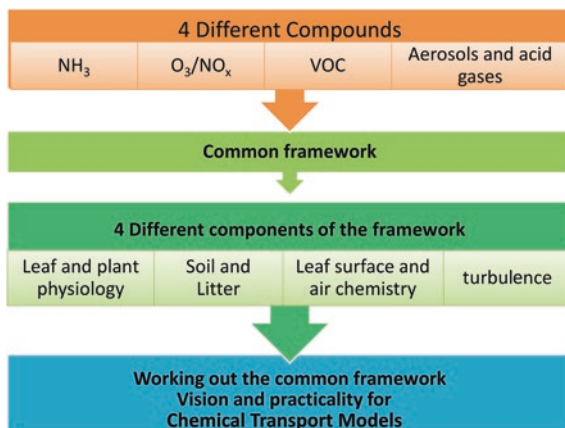 4 Different Compounds
NH₃
O₃/NOₓ
VOC
Aerosols and acid
gases
Common framework
4 Different components of the framework
Leaf and plant
physiology
Soil and
Litter
Leaf surface and
air chemistry
turbulence
Working out the common framework
Vision and practicality for
Chemical Transport Models